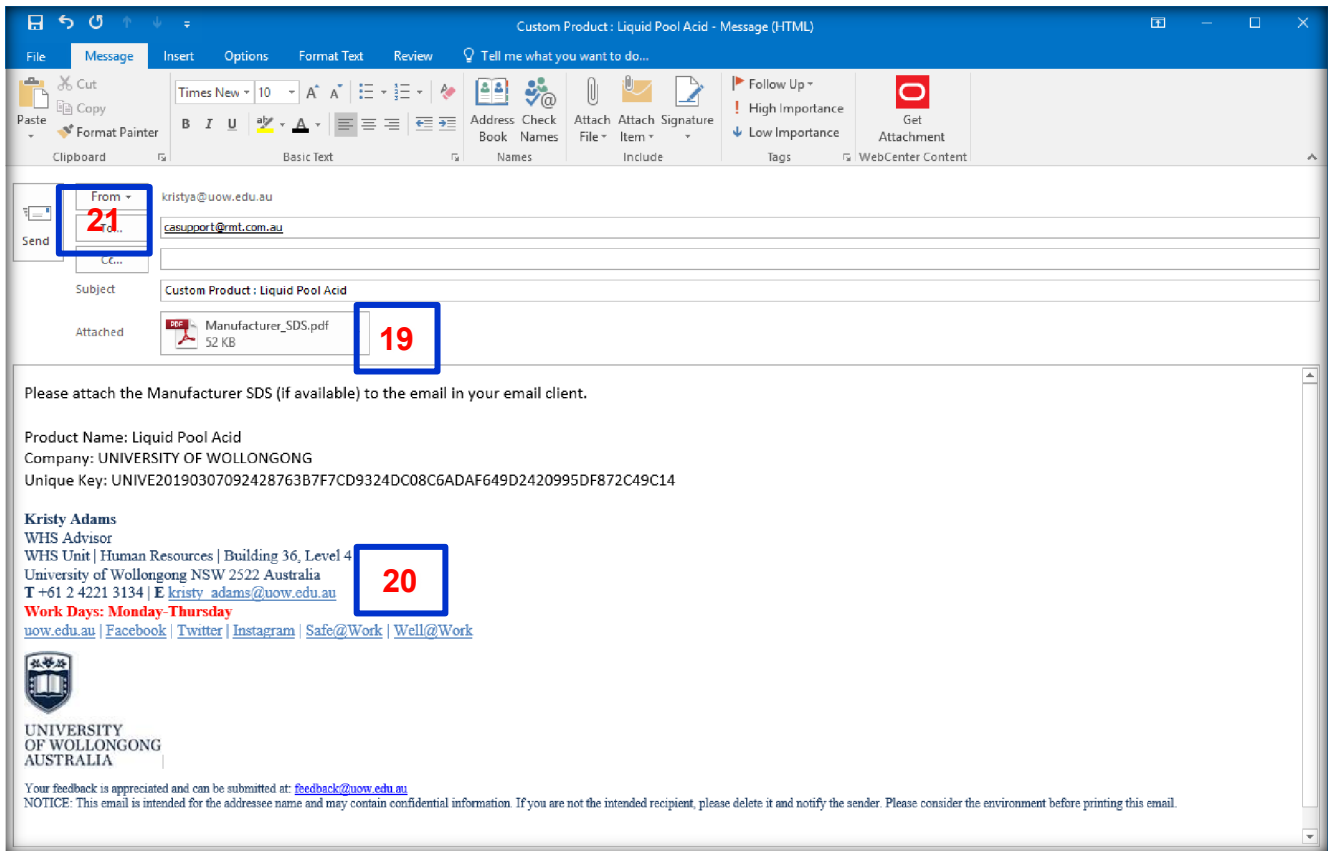 Custom Product : Liquid Pool Acid - Message (HTML)
File Message Insert Options Format Text Review Tell me what you want to do...
Paste
Cut
Copy
Format Painter
Clipboard
Times New 10
B I U
Basic Text
Address Book
Check Names
Names
Attach File
Attach Item
Signature
Include
Follow Up
High Importance
Low Importance
Tags
Get Attachment
WebCenter Content
Send
21
From kristya@uow.edu.au
To... casupport@rmt.com.au
Cc...
Subject Custom Product : Liquid Pool Acid
Attached PDF Manufacturer_SDS.pdf
52 KB
19
Please attach the Manufacturer SDS (if available) to the email in your email client.
Product Name: Liquid Pool Acid
Company: UNIVERSITY OF WOLLONGONG
Unique Key: UNIVE20190307092428763B7F7CD9324DC08C6ADAF649D2420995DF872C49C14
Kristy Adams
WHS Advisor
WHS Unit | Human Resources | Building 36, Level 4
University of Wollongong NSW 2522 Australia
T +61 2 4221 3134 | E kristy_adams@uow.edu.au
20
Work Days: Monday-Thursday
uow.edu.au | Facebook | Twitter | Instagram | Safe@Work | Well@Work
UNIVERSITY
OF WOLLONGONG
AUSTRALIA
Your feedback is appreciated and can be submitted at: feedback@uow.edu.au
NOTICE: This email is intended for the addressee name and may contain confidential information. If you are not the intended recipient, please delete it and notify the sender. Please consider the environment before printing this email.